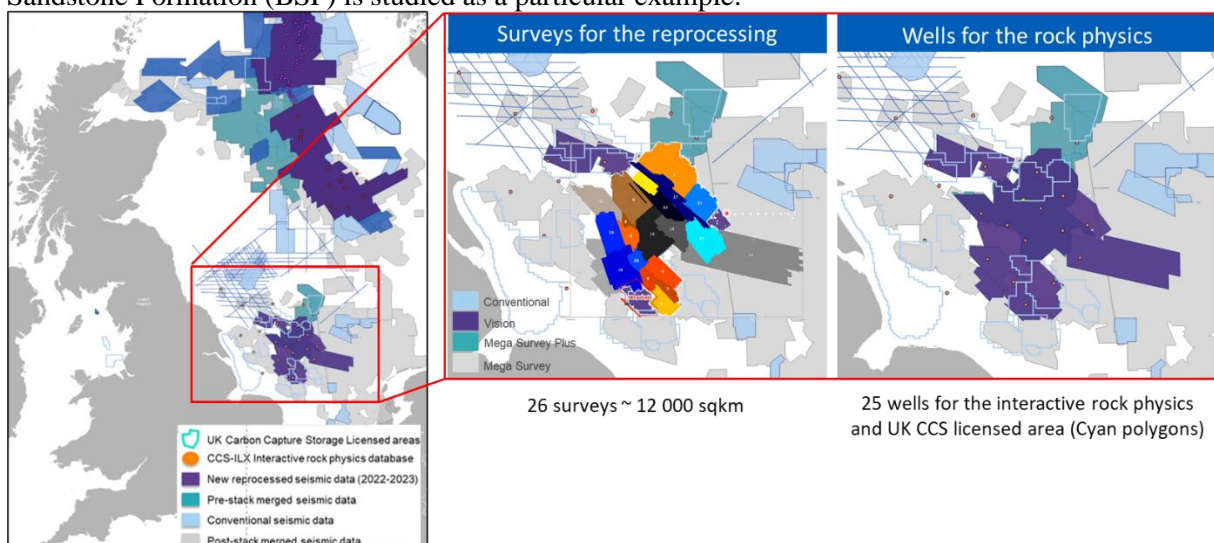 Sandstone Formation (BSF) is studied as a particular example.
Surveys for the reprocessing
Wells for the rock physics
Conventional
Vision
Mega Survey Plus
Mega Survey
26 surveys ~ 12 000 sqkm
25 wells for the interactive rock physics
and UK CCS licensed area (Cyan polygons)
UK Carbon Capture Storage Licensed areas
CCS-ILX Interactive rock physics database
New reprocessed seismic data (2022-2023)
Pre-stack merged seismic data
Conventional seismic data
Post-stack merged seismic data